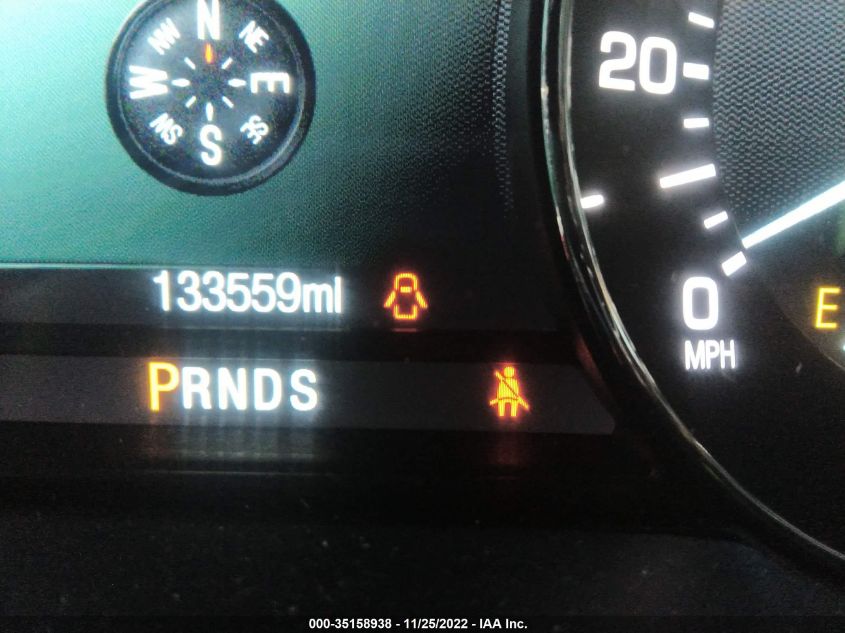 N
NW NE
W E
SW SE
S
20
133559mi
0
E
MPH
PRNDS
000-35158938 - 11/25/2022 - IAA Inc.